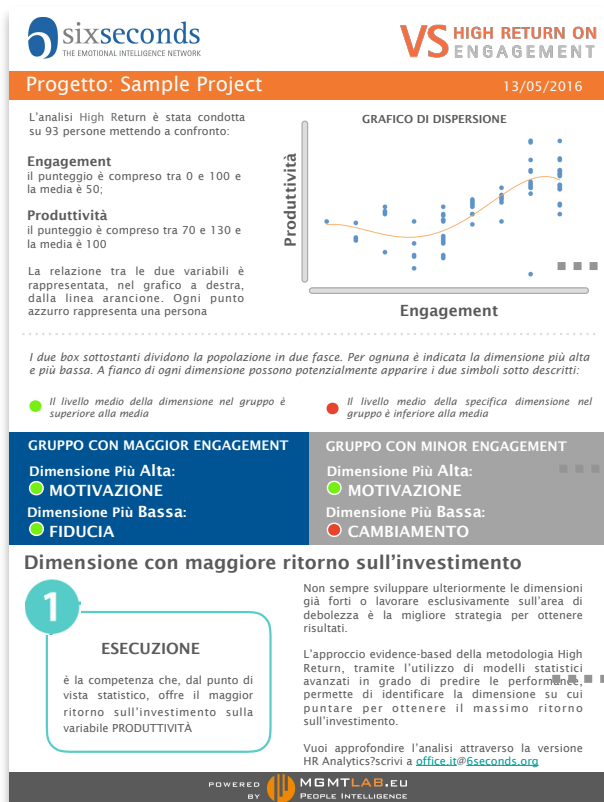 sixseconds
THE EMOTIONAL INTELLIGENCE NETWORK
VS HIGH RETURN ON
ENGAGEMENT
Progetto: Sample Project
13/05/2016
L'analisi High Return è stata condotta
su 93 persone mettendo a confronto:
Engagement
il punteggio è compreso tra 0 e 100 e
la media è 50;
Produttività
il punteggio è compreso tra 70 e 130 e
la media è 100
La relazione tra le due variabili è
rappresentata, nel grafico a destra,
dalla linea arancione. Ogni punto
azzurro rappresenta una persona
GRAFICO DI DISPERSIONE
Produttività
Engagement
I due box sottostanti dividono la popolazione in due fasce. Per ognuna è indicata la dimensione più alta
e più bassa. A fianco di ogni dimensione possono potenzialmente apparire i due simboli sotto descritti:
Il livello medio della dimensione nel gruppo è
superiore alla media
Il livello medio della specifica dimensione nel
gruppo è inferiore alla media
GRUPPO CON MAGGIOR ENGAGEMENT
Dimensione Più Alta:
MOTIVAZIONE
Dimensione Più Bassa:
FIDUCIA
GRUPPO CON MINOR ENGAGEMENT
Dimensione Più Alta:
MOTIVAZIONE
Dimensione Più Bassa:
CAMBIAMENTO
Dimensione con maggiore ritorno sull'investimento
1
ESECUZIONE
è la competenza che, dal punto di
vista statistico, offre il maggior
ritorno sull'investimento sulla
variabile PRODUTTIVITÀ
Non sempre sviluppare ulteriormente le dimensioni
già forti o lavorare esclusivamente sull'area di
debolezza è la migliore strategia per ottenere
risultati.
L'approccio evidence-based della metodologia High
Return, tramite l'utilizzo di modelli statistici
avanzati in grado di predire le performance,
permette di identificare la dimensione su cui
puntare per ottenere il massimo ritorno
sull'investimento.
Vuoi approfondire l'analisi attraverso la versione
HR Analytics?scrivi a office.it@6seconds.org
POWERED
BY
MGMTLAB.EU
PEOPLE INTELLIGENCE